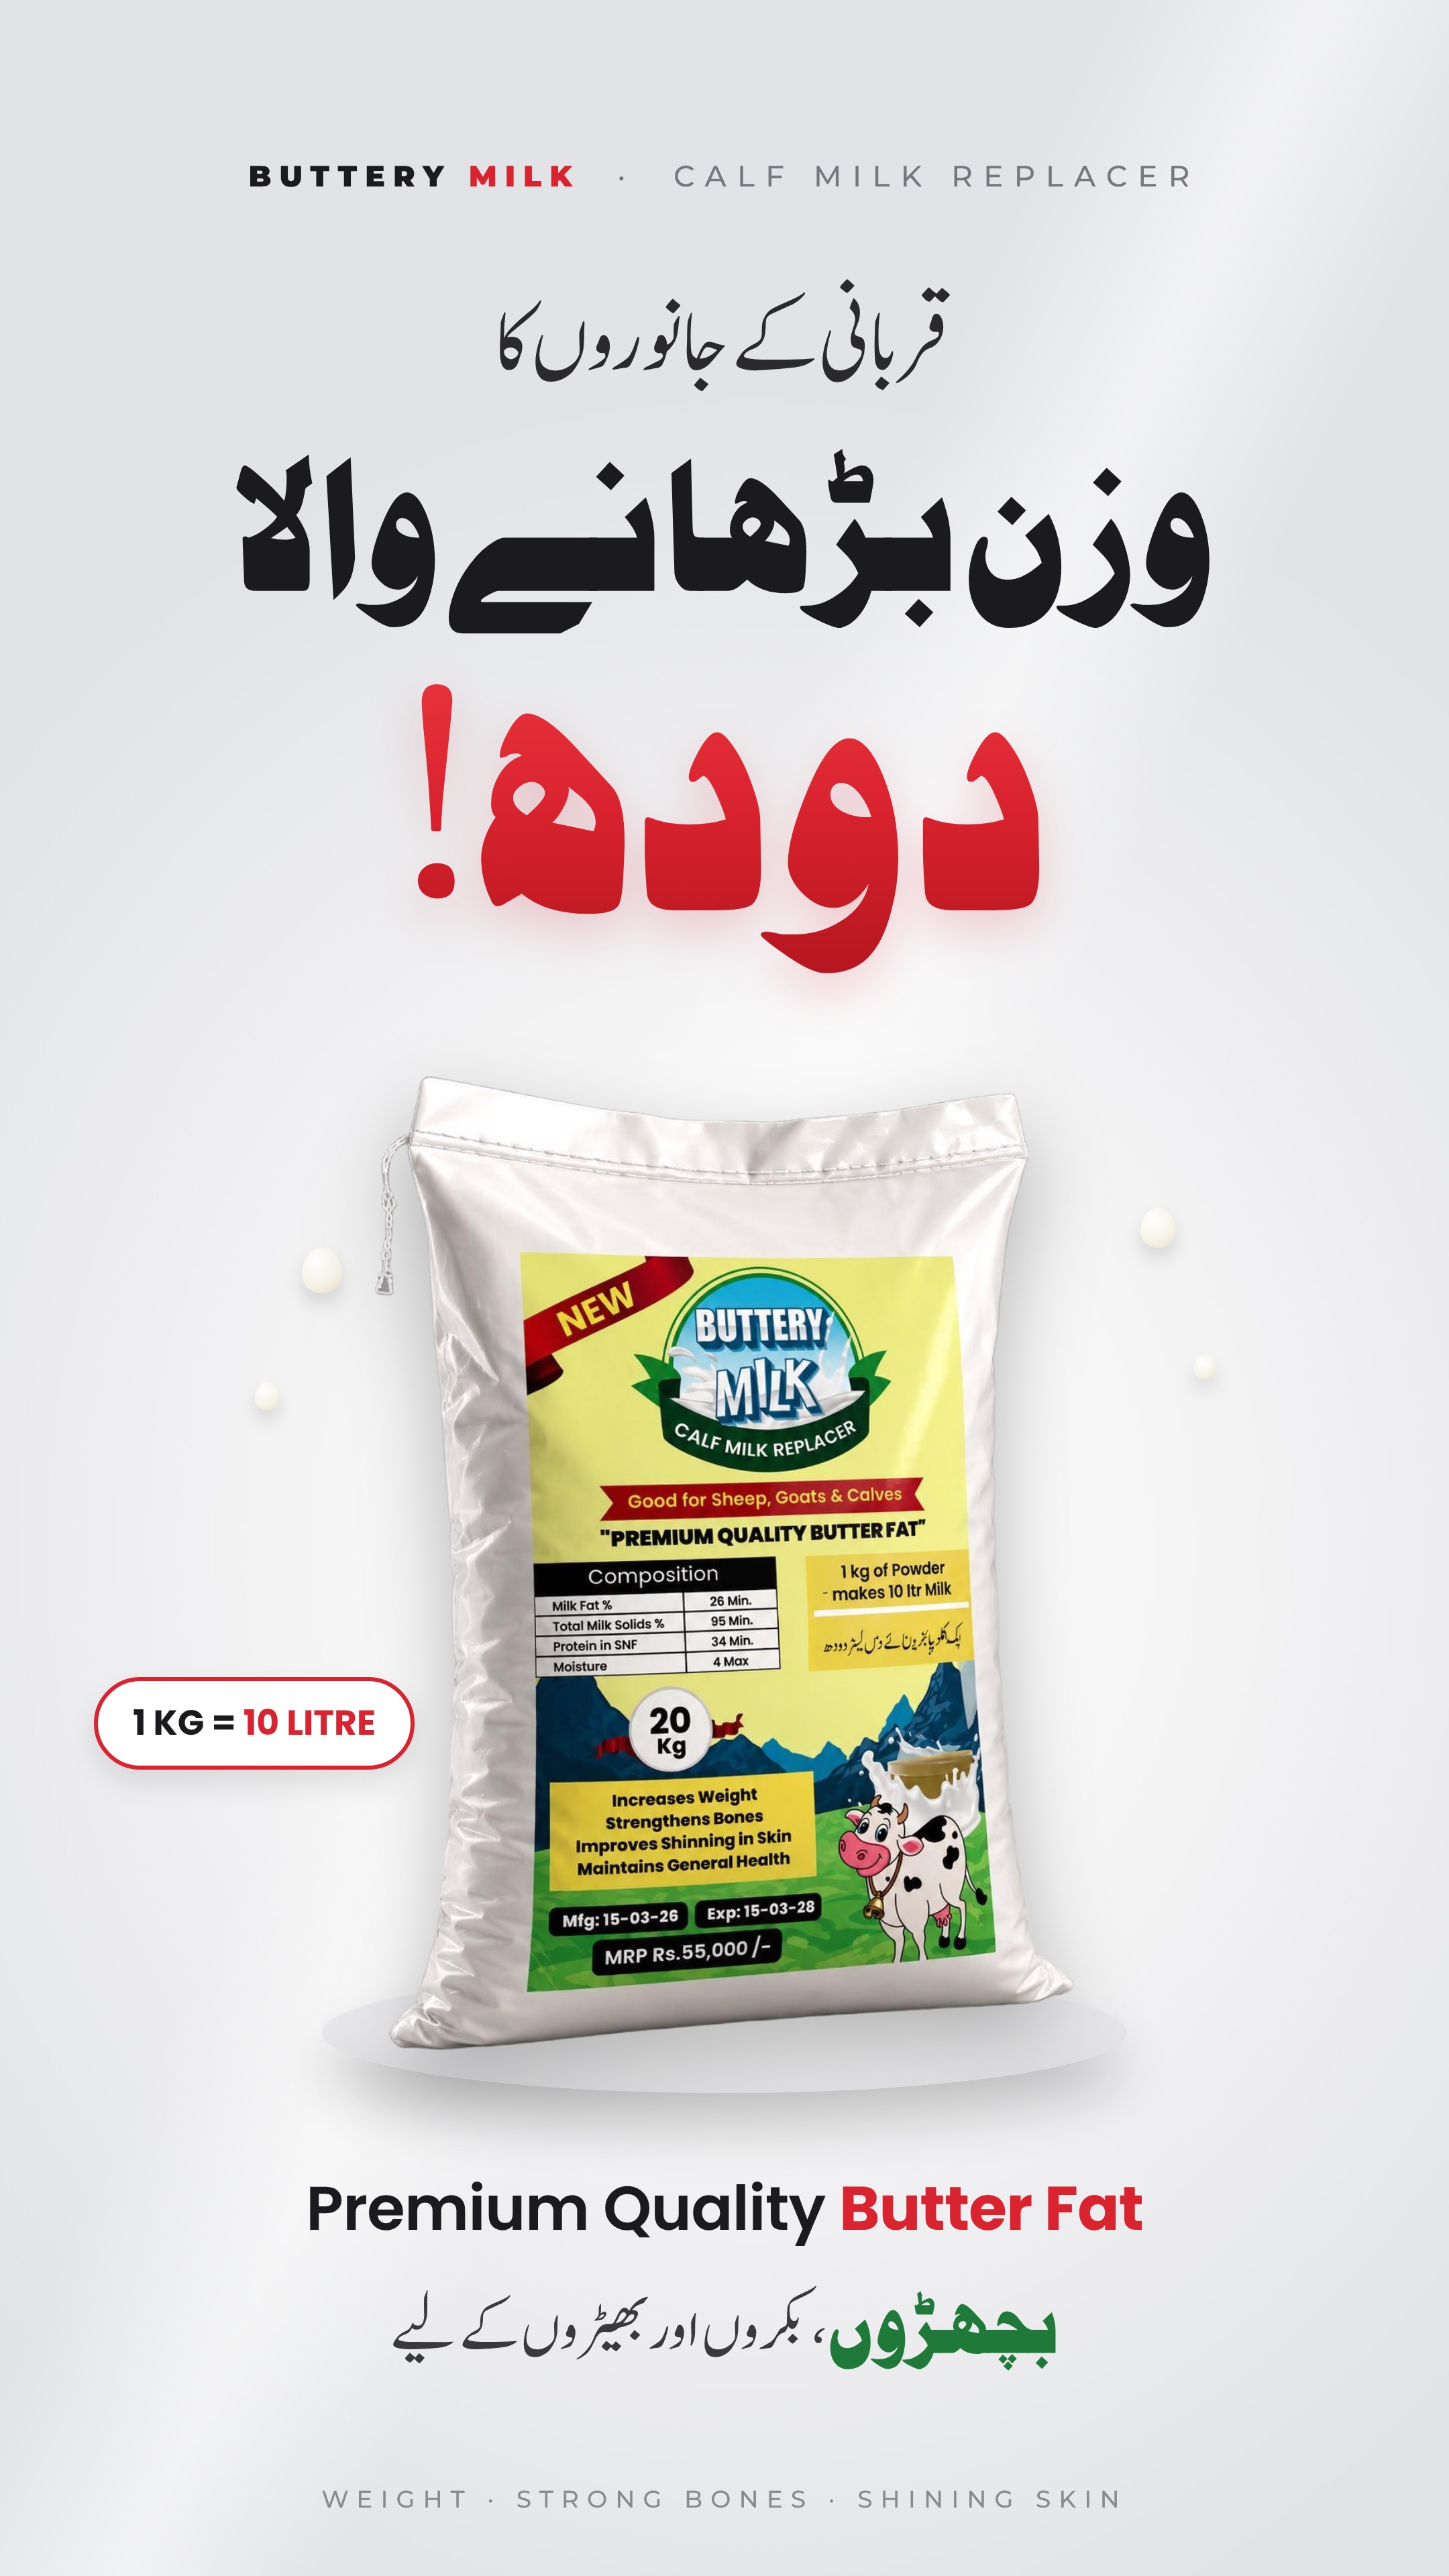 BUTTERY MILK · CALF MILK REPLACER
قربانی کے جانوروں کا
وزن بڑھانے والا
دودھ!
NEW
BUTTERY
MILK
CALF MILK REPLACER
Good for Sheep, Goats & Calves
"PREMIUM QUALITY BUTTER FAT"
Composition
Milk Fat % 26 Min.
Total Milk Solids % 95 Min.
Protein in SNF 34 Min.
Moisture 4 Max
1 kg of Powder
- makes 10 ltr Milk
دس لیٹر دودھ
1 KG = 10 LITRE
20
Kg
Increases Weight
Strengthens Bones
Improves Shinning in Skin
Maintains General Health
Mfg: 15-03-26 Exp: 15-03-28
MRP Rs.55,000 /-
Premium Quality Butter Fat
بچھڑوں، بکروں اور بھیڑوں کے لیے
WEIGHT · STRONG BONES · SHINING SKIN